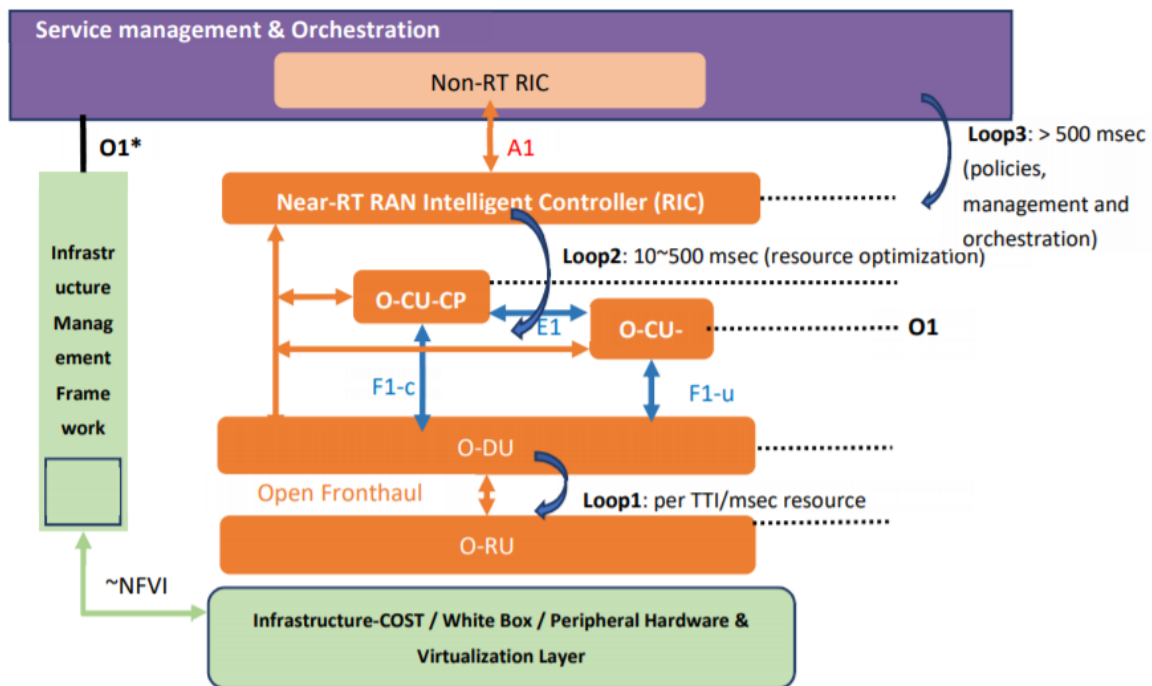 Service management & Orchestration
Non-RT RIC
O1*
A1
Loop3: > 500 msec
(policies,
management and
orchestration)
Near-RT RAN Intelligent Controller (RIC)
Infrastr
ucture
Manag
ement
Frame
work
Loop2: 10~500 msec (resource optimization)
O-CU-CP
E1
O-CU-
O1
F1-c
F1-u
O-DU
Open Fronthaul
Loop1: per TTI/msec resource
O-RU
~NFVI
Infrastructure-COST / White Box / Peripheral Hardware &
Virtualization Layer